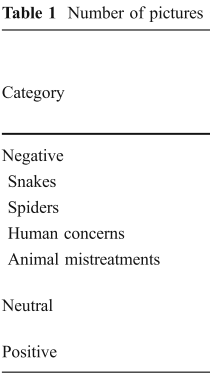 Table 1 Number of pictures
Category
Negative
Snakes
Spiders
Human concerns
Animal mistreatments
Neutral
Positive